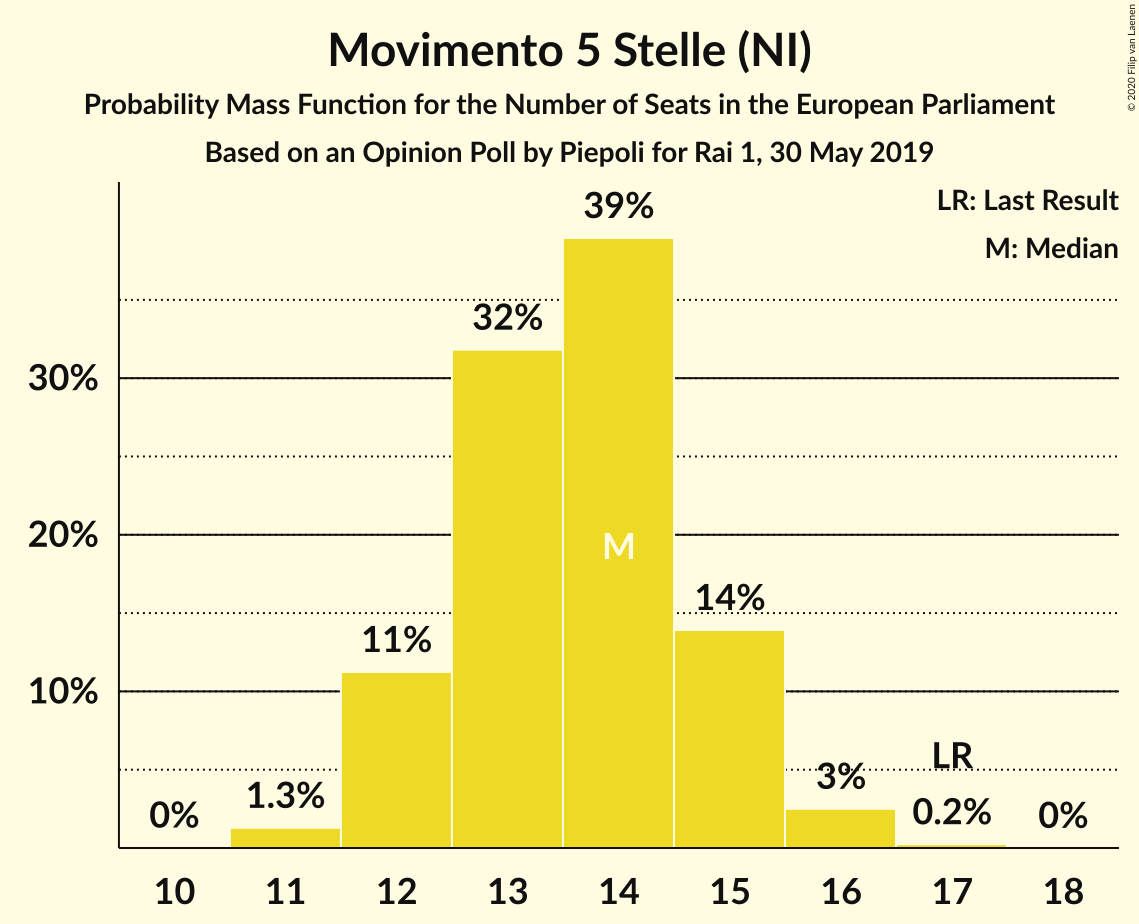 Movimento 5 Stelle (NI)
Probability Mass Function for the Number of Seats in the European Parliament
Based on an Opinion Poll by Piepoli for Rai 1, 30 May 2019
© 2020 Filip van Laenen
LR: Last Result
M: Median
39%
32%
30%
M
20%
14%
11%
10%
LR
3%
1.3%
0.2%
0%
0%
10 11 12 13 14 15 16 17 18